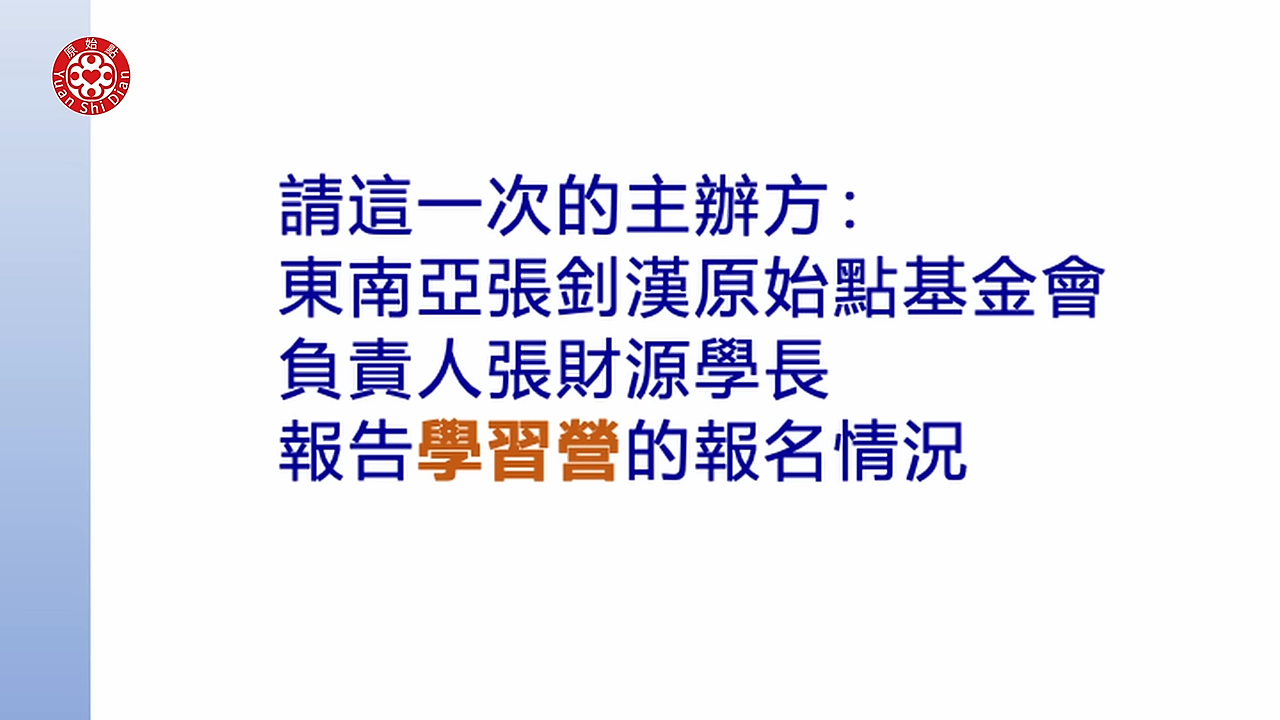 原始點
Yuan Shi Dian
請這一次的主辦方：
東南亞張釗漢原始點基金會
負責人張財源學長
報告學習營的報名情況